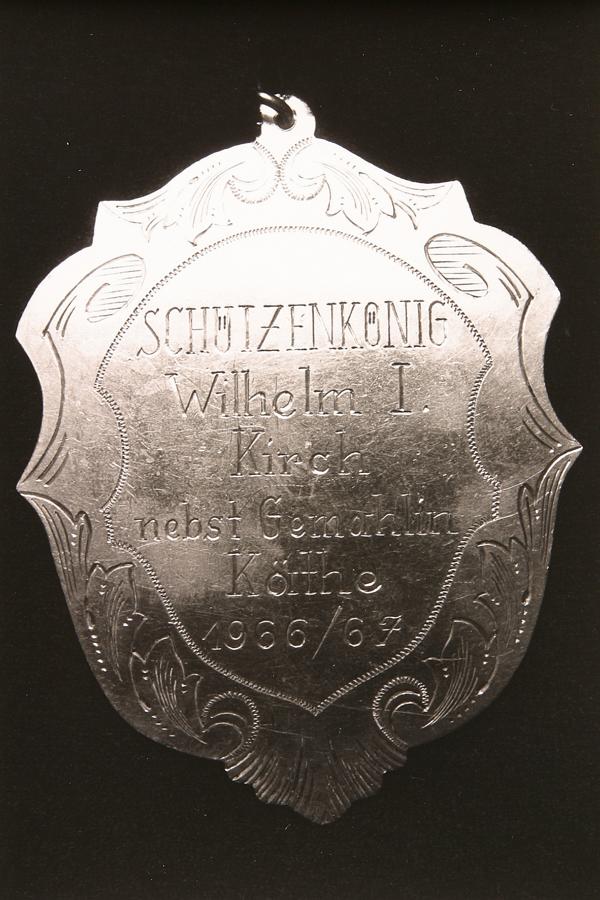 SCHÜTZENKÖNIG
Wilhelm I.
Kirch
nebst Gemahlin
Käthe
1966/67